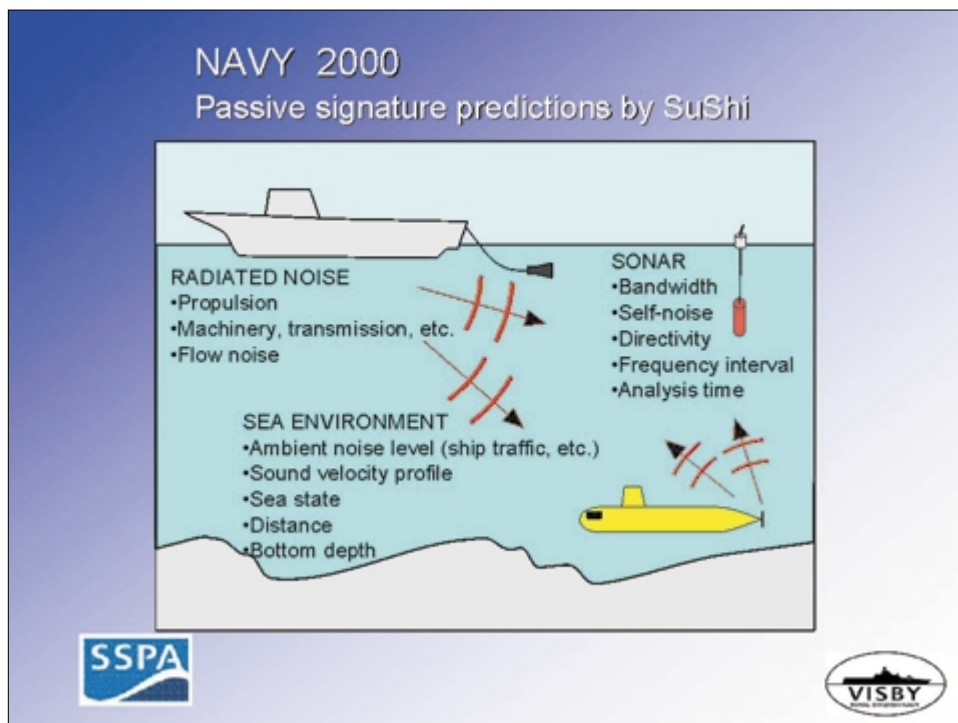 NAVY 2000
Passive signature predictions by SuShi
RADIATED NOISE
•Propulsion
•Machinery, transmission, etc.
•Flow noise
SONAR
•Bandwidth
•Self-noise
•Directivity
•Frequency interval
•Analysis time
SEA ENVIRONMENT
•Ambient noise level (ship traffic, etc.)
•Sound velocity profile
•Sea state
•Distance
•Bottom depth
SSPA
VISBY